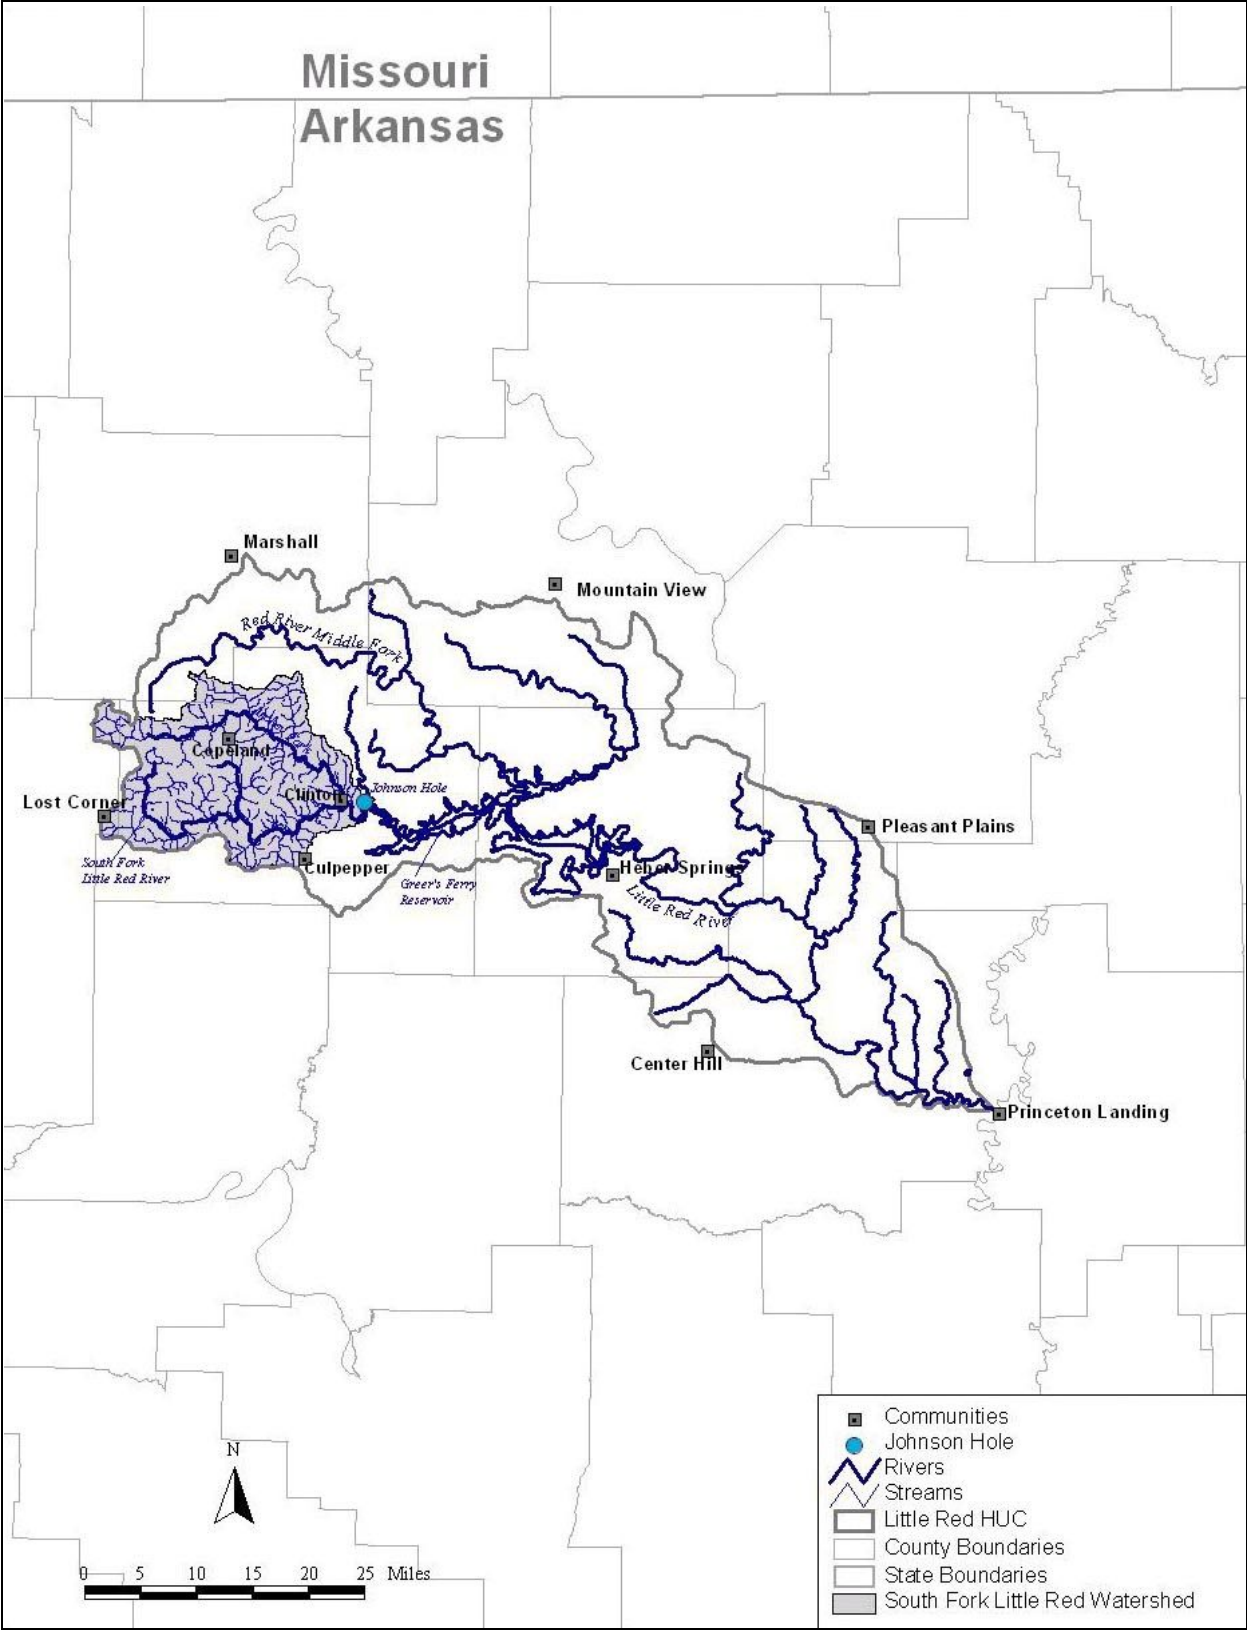 Missouri
Arkansas
Marshall
Mountain View
Red River Middle Fork
Copeland
Clinton
Johnson Hole
Lost Corner
Pleasant Plains
South Fork
Little Red River
Culpepper
Greer's Ferry
Reservoir
Heber Springs
Little Red River
Center Hill
Princeton Landing
N
0 5 10 15 20 25 Miles
Communities
Johnson Hole
Rivers
Streams
Little Red HUC
County Boundaries
State Boundaries
South Fork Little Red Watershed